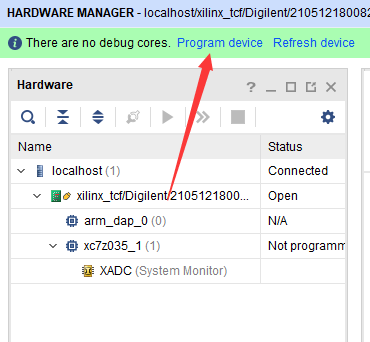 HARDWARE MANAGER - localhost/xilinx_tcf/Digilent/210512180082
There are no debug cores. Program device Refresh device
Hardware
Name Status
localhost (1) Connected
xilinx_tcf/Digilent/2105121800... Open
arm_dap_0 (0) N/A
xc7z035_1 (1) Not programm
XADC (System Monitor)